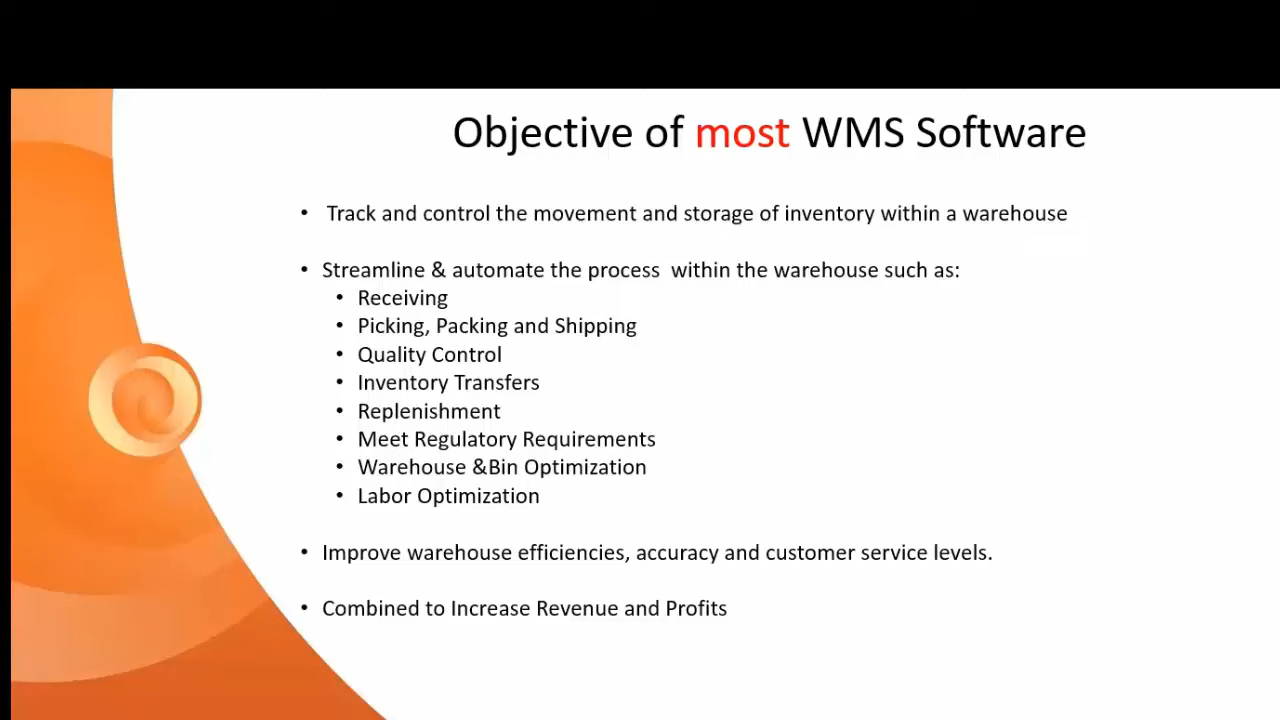 Objective of most WMS Software
• Track and control the movement and storage of inventory within a warehouse
• Streamline & automate the process  within the warehouse such as:
• Receiving
• Picking, Packing and Shipping
• Quality Control
• Inventory Transfers
• Replenishment
• Meet Regulatory Requirements
• Warehouse &Bin Optimization
• Labor Optimization
• Improve warehouse efficiencies, accuracy and customer service levels.
• Combined to Increase Revenue and Profits